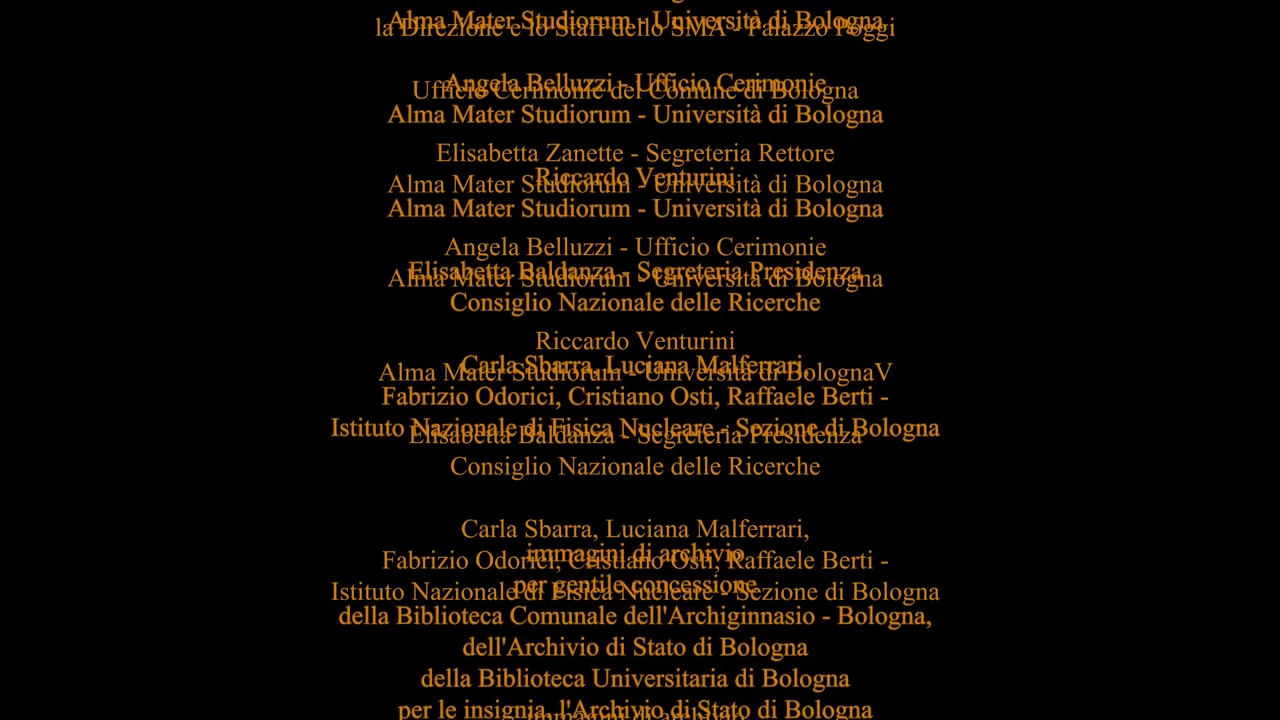 Alma Mater Studiorum - Università di Bologna
la Direzione e lo Staff dello SMA - Palazzo Poggi
Angela Belluzzi - Ufficio Cerimonie
Ufficio Cerimonie del Comune di Bologna
Alma Mater Studiorum - Università di Bologna
Elisabetta Zanette - Segreteria Rettore
Riccardo Venturini
Alma Mater Studiorum - Università di Bologna
Alma Mater Studiorum - Università di Bologna
Angela Belluzzi - Ufficio Cerimonie
Elisabetta Baldanza - Segreteria Presidenza
Alma Mater Studiorum - Università di Bologna
Consiglio Nazionale delle Ricerche
Riccardo Venturini
Carla Sbarra, Luciana Malferrari,
Alma Mater Studiorum - Università di BolognaV
Fabrizio Odorici, Cristiano Osti, Raffaele Berti -
Istituto Nazionale di Fisica Nucleare - Sezione di Bologna
Elisabetta Baldanza - Segreteria Presidenza
Consiglio Nazionale delle Ricerche
Carla Sbarra, Luciana Malferrari,
immagini di archivio
Fabrizio Odorici, Cristiano Osti, Raffaele Berti -
per gentile concessione
Istituto Nazionale di Fisica Nucleare - Sezione di Bologna
della Biblioteca Comunale dell'Archiginnasio - Bologna,
dell'Archivio di Stato di Bologna
della Biblioteca Universitaria di Bologna
per le insignia, l'Archivio di Stato di Bologna
immagini di archivio